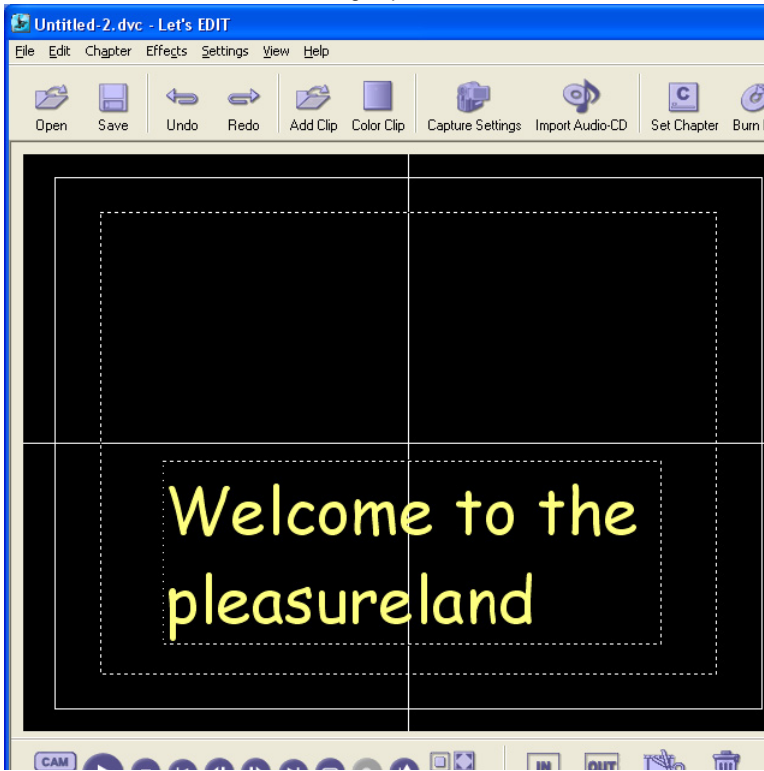 Untitled-2.dvc - Let's EDIT
File Edit Chapter Effects Settings View Help
Open Save Undo Redo Add Clip Color Clip Capture Settings Import Audio-CD Set Chapter Burn
C
Welcome to the
pleasureland
CAM
IN OUT